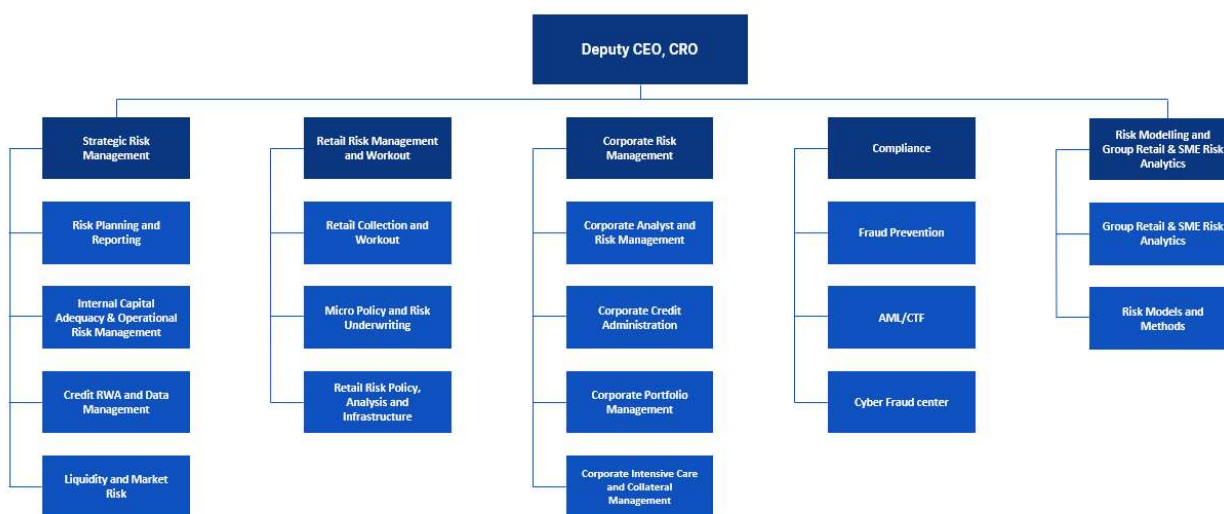 Deputy CEO, CRO
Strategic Risk
Management
Risk Planning and
Reporting
Internal Capital
Adequacy & Operational
Risk Management
Credit RWA and Data
Management
Liquidity and Market
Risk
Retail Risk Management
and Workout
Retail Collection and
Workout
Micro Policy and Risk
Underwriting
Retail Risk Policy,
Analysis and
Infrastructure
Corporate Risk
Management
Corporate Analyst and
Risk Management
Corporate Credit
Administration
Corporate Portfolio
Management
Corporate Intensive Care
and Collateral
Management
Compliance
Fraud Prevention
AML/CTF
Cyber Fraud center
Risk Modelling and
Group Retail & SME Risk
Analytics
Group Retail & SME Risk
Analytics
Risk Models and
Methods